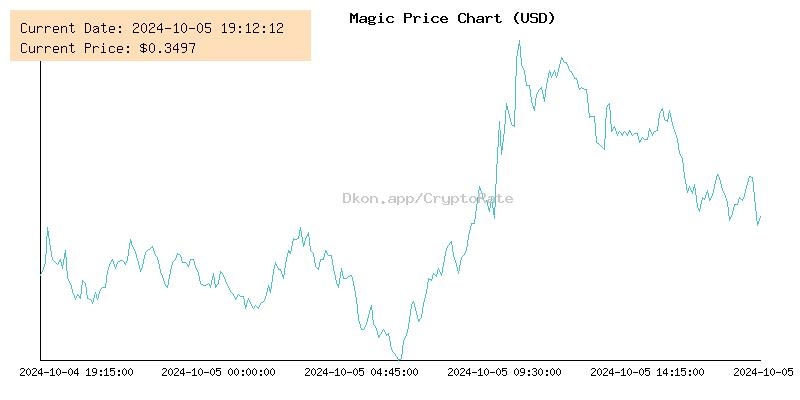 Magic Price Chart (USD)
Current Date: 2024-10-05 19:12:12
Current Price: $0.3497
Dkon.app/CryptoRate
2024-10-04 19:15:00 2024-10-05 00:00:00 2024-10-05 04:45:00 2024-10-05 09:30:00 2024-10-05 14:15:00 2024-10-05